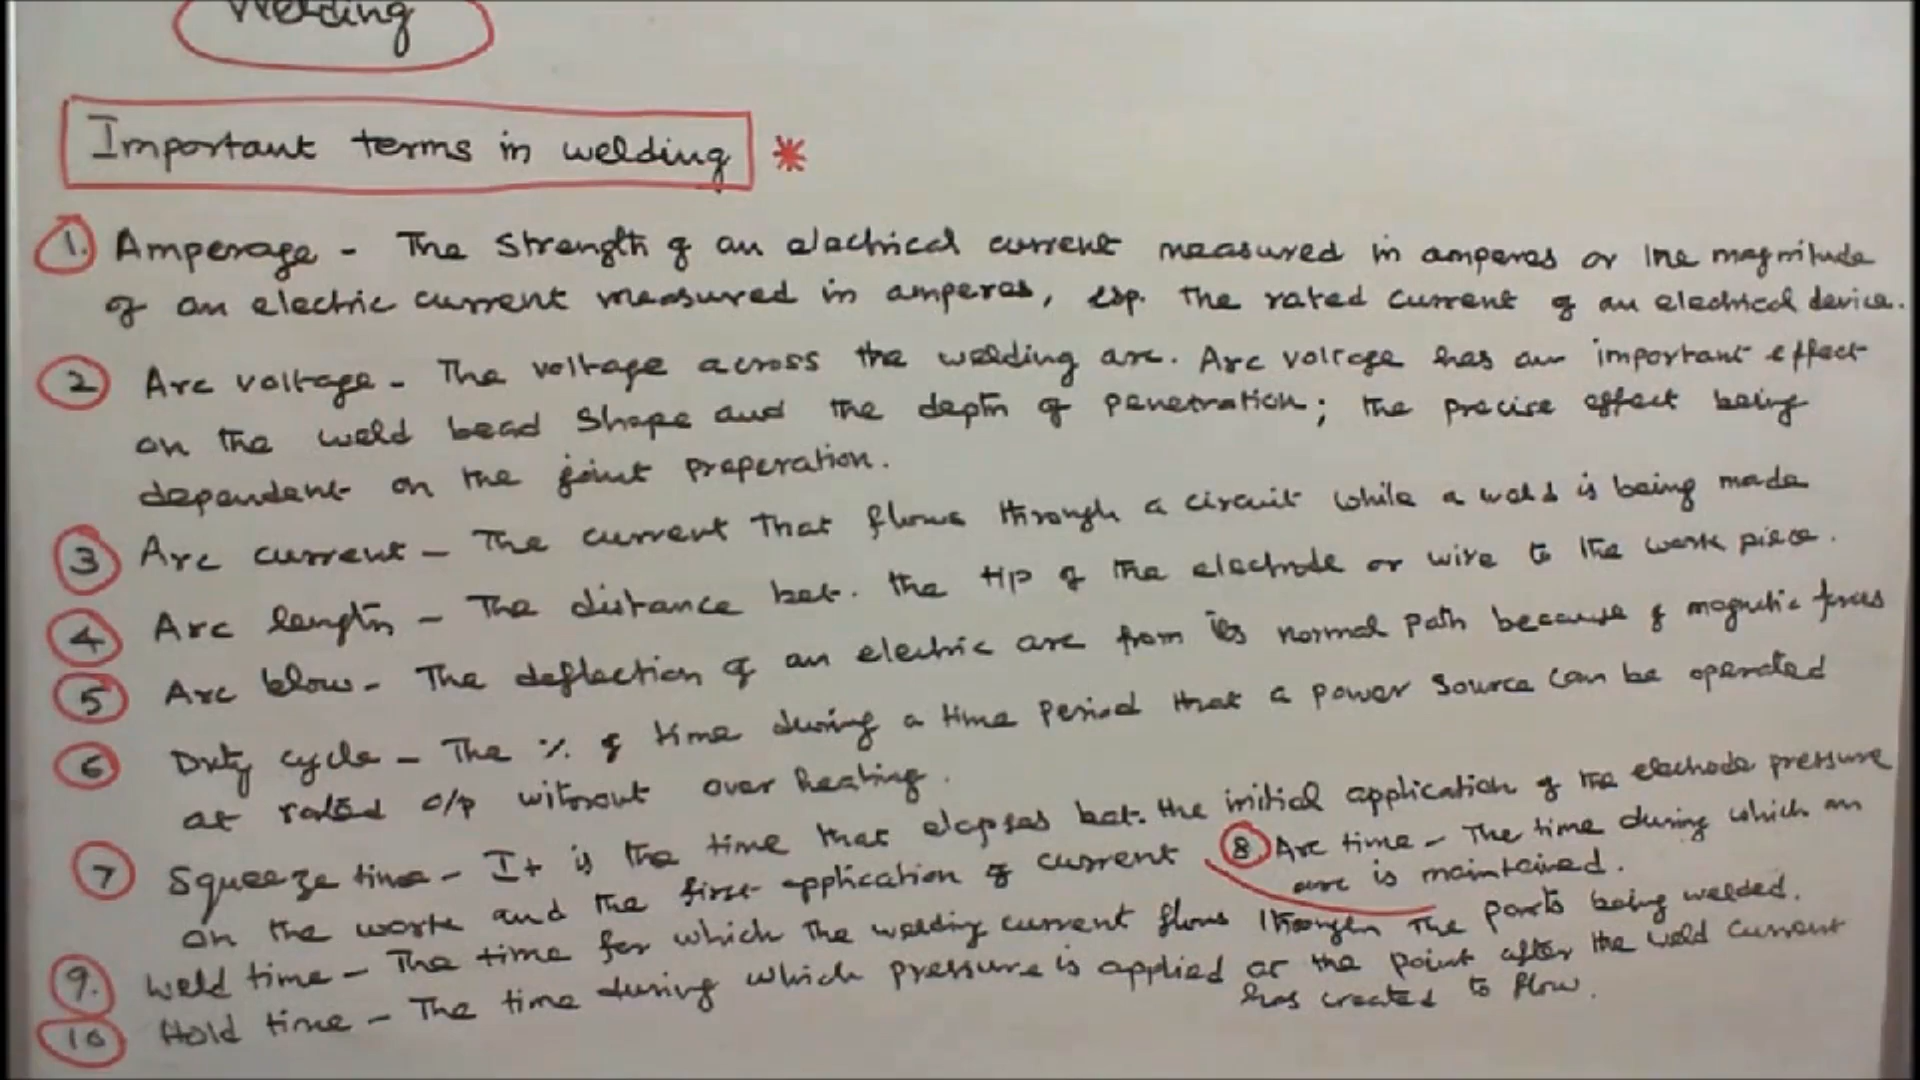 Welding
Important terms in welding *
1. Amperage - The strength of an electrical current measured in amperes or the magnitude
of an electric current measured in amperes, esp. the rated current of an electrical device.
2 Arc voltage - The voltage across the welding arc. Arc voltage has an important effect
on the weld bead shape and the depth of penetration; the precise effect being
dependent on the joint preperation.
3 Arc current - The current that flows through a circuit while a weld is being made
4 Arc length - The distance bet. the tip of the electrode or wire to the work piece.
5 Arc blow - The deflection of an electric arc from its normal path because of magnetic forces
6 Duty cycle - The % of time during a time period that a power source can be operated
at rated o/p without over heating.
7 Squeeze time - It is the time that elapses bet. the initial application of the electrode pressure
on the work and the first application of current
8 Arc time - The time during which an
arc is maintained.
9. Weld time - The time for which the welding current flows through the parts being welded.
10 Hold time - The time during which pressure is applied at the point after the weld current
has created to flow.